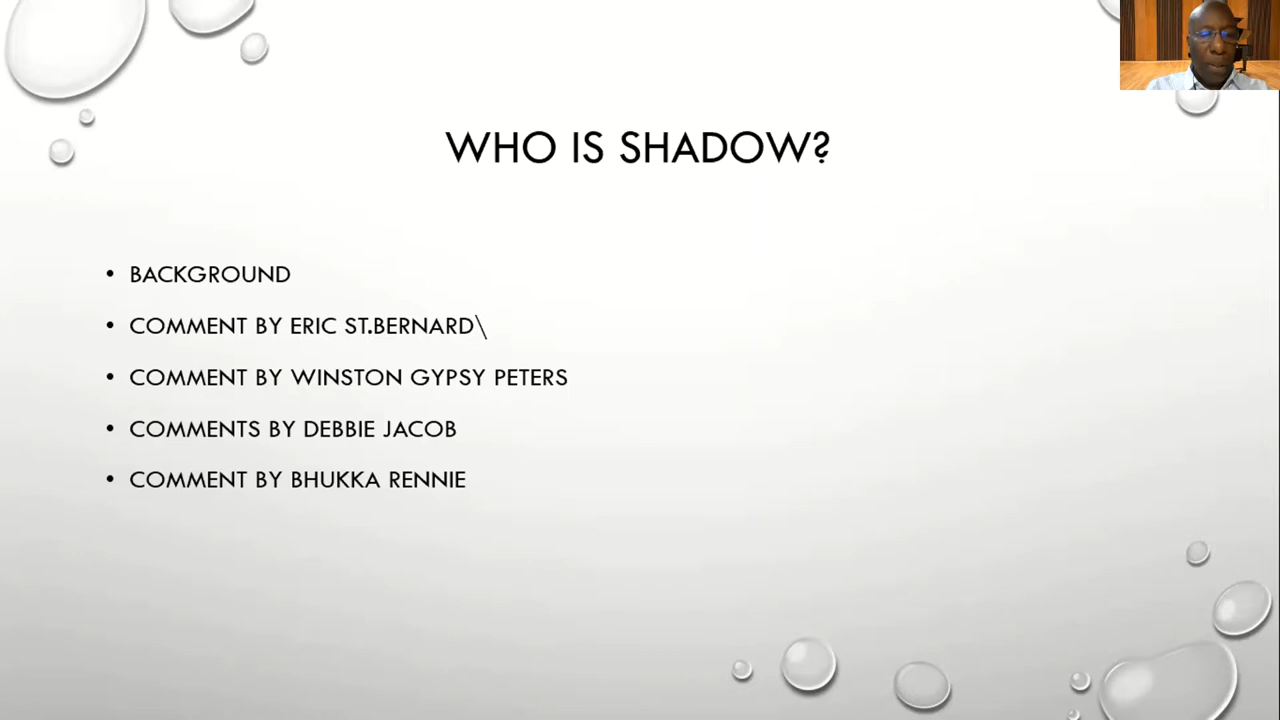 WHO IS SHADOW?
• BACKGROUND
• COMMENT BY ERIC ST.BERNARD\
• COMMENT BY WINSTON GYPSY PETERS
• COMMENTS BY DEBBIE JACOB
• COMMENT BY BHUKKA RENNIE